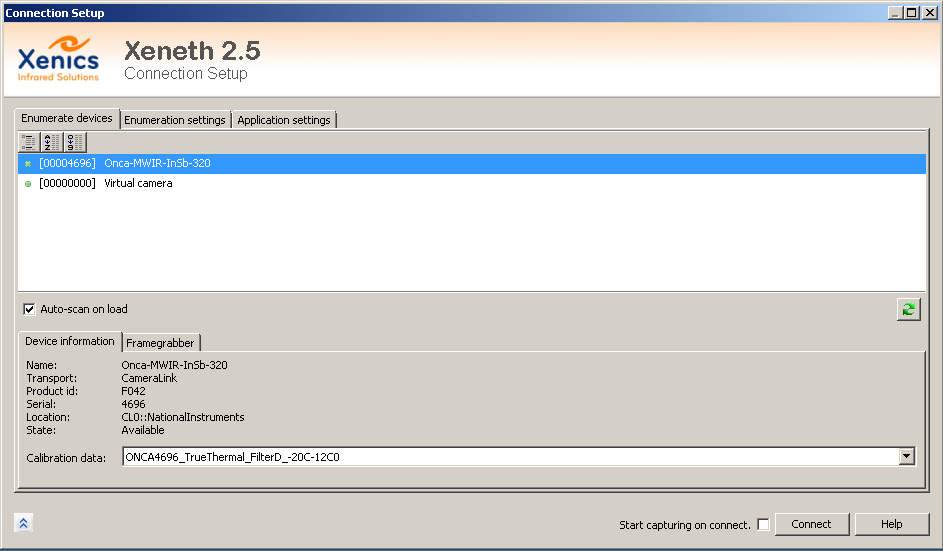 Connection Setup
Xenics
Infrared Solutions
Xeneth 2.5
Connection Setup
Enumerate devices Enumeration settings Application settings
[00004696] Onca-MWIR-InSb-320
[00000000] Virtual camera
Auto-scan on load
Device information Framegrabber
Name: Onca-MWIR-InSb-320
Transport: CameraLink
Product id: F042
Serial: 4696
Location: CL0::NationalInstruments
State: Available
Calibration data: ONCA4696_TrueThermal_FilterD_-20C-12C0
Start capturing on connect. Connect Help